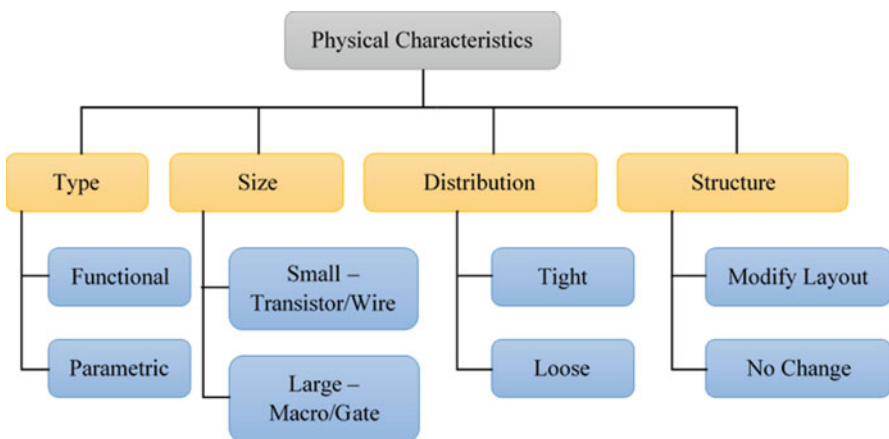 Physical Characteristics
Type
Size
Distribution
Structure
Functional
Parametric
Small –
Transistor/Wire
Large –
Macro/Gate
Tight
Loose
Modify Layout
No Change